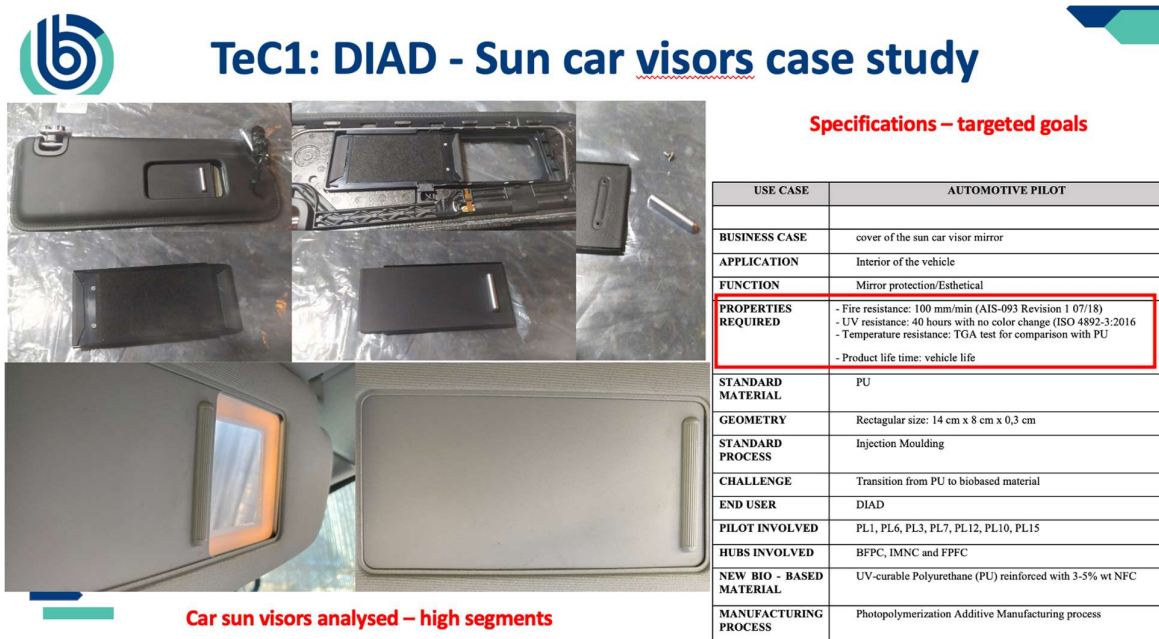 TeC1: DIAD - Sun car visors case study
Specifications – targeted goals
USE CASE AUTOMOTIVE PILOT
BUSINESS CASE cover of the sun car visor mirror
APPLICATION Interior of the vehicle
FUNCTION Mirror protection/Esthetical
PROPERTIES - Fire resistance: 100 mm/min (AIS-093 Revision 1 07/18)
REQUIRED - UV resistance: 40 hours with no color change (ISO 4892-3:2016
- Temperature resistance: TGA test for comparison with PU
- Product life time: vehicle life
STANDARD PU
MATERIAL
GEOMETRY Rectagular size: 14 cm x 8 cm x 0,3 cm
STANDARD Injection Moulding
PROCESS
CHALLENGE Transition from PU to biobased material
END USER DIAD
PILOT INVOLVED PL1, PL6, PL3, PL7, PL12, PL10, PL15
HUBS INVOLVED BFPC, IMNC and FPFC
NEW BIO - BASED UV-curable Polyurethane (PU) reinforced with 3-5% wt NFC
MATERIAL
MANUFACTURING Photopolymerization Additive Manufacturing process
PROCESS
Car sun visors analysed – high segments